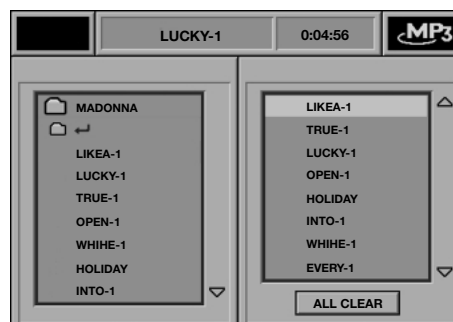 LUCKY-1
0:04:56
MP3
MADONNA
LIKEA-1
LUCKY-1
TRUE-1
OPEN-1
WHIHE-1
HOLIDAY
INTO-1
LIKEA-1
TRUE-1
LUCKY-1
OPEN-1
HOLIDAY
INTO-1
WHIHE-1
EVERY-1
ALL CLEAR